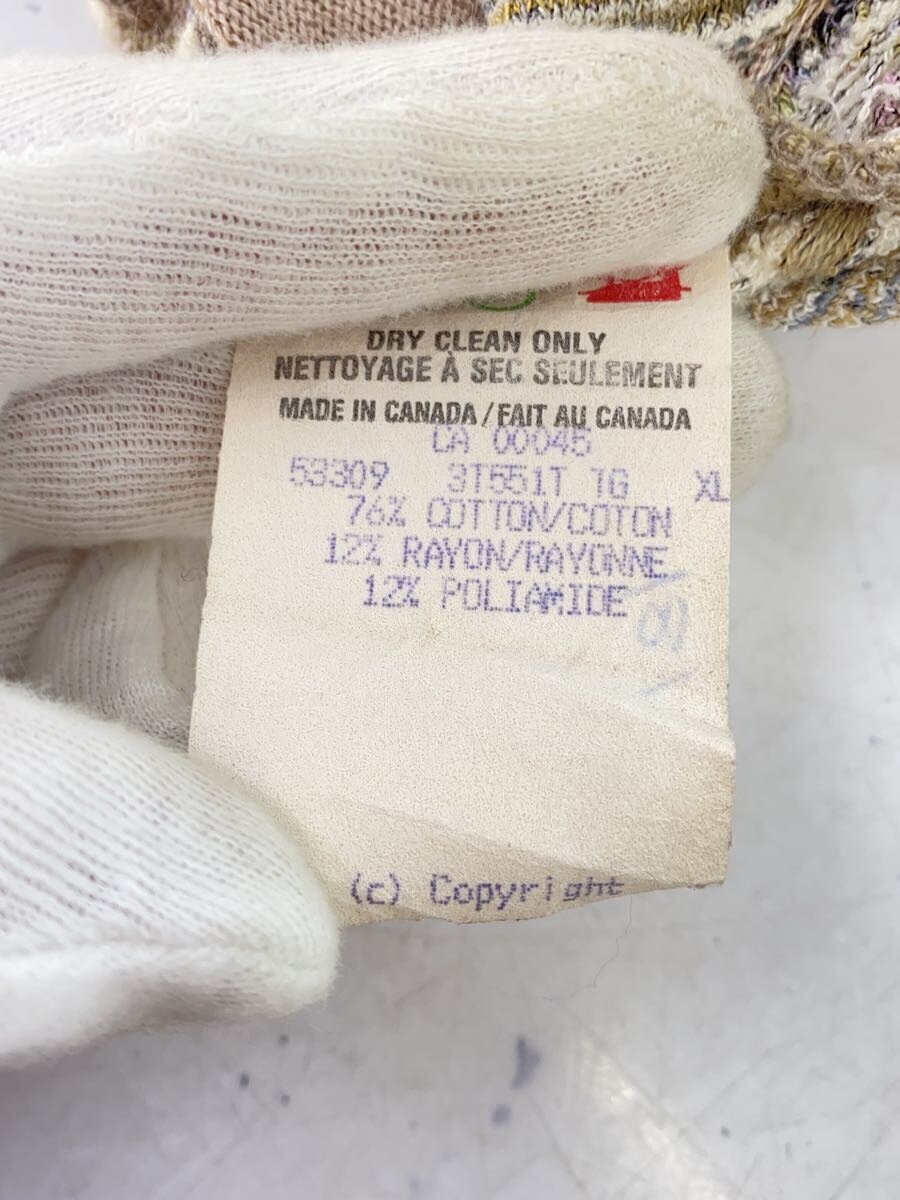 DRY CLEAN ONLY
NETTOYAGE À SEC SEULEMENT
MADE IN CANADA / FAIT AU CANADA
CA 00045
53309 3T551T TG XL
76% COTTON/COTON
12% RAYON/RAYONNE
12% POLIAMIDE
(c) Copyright